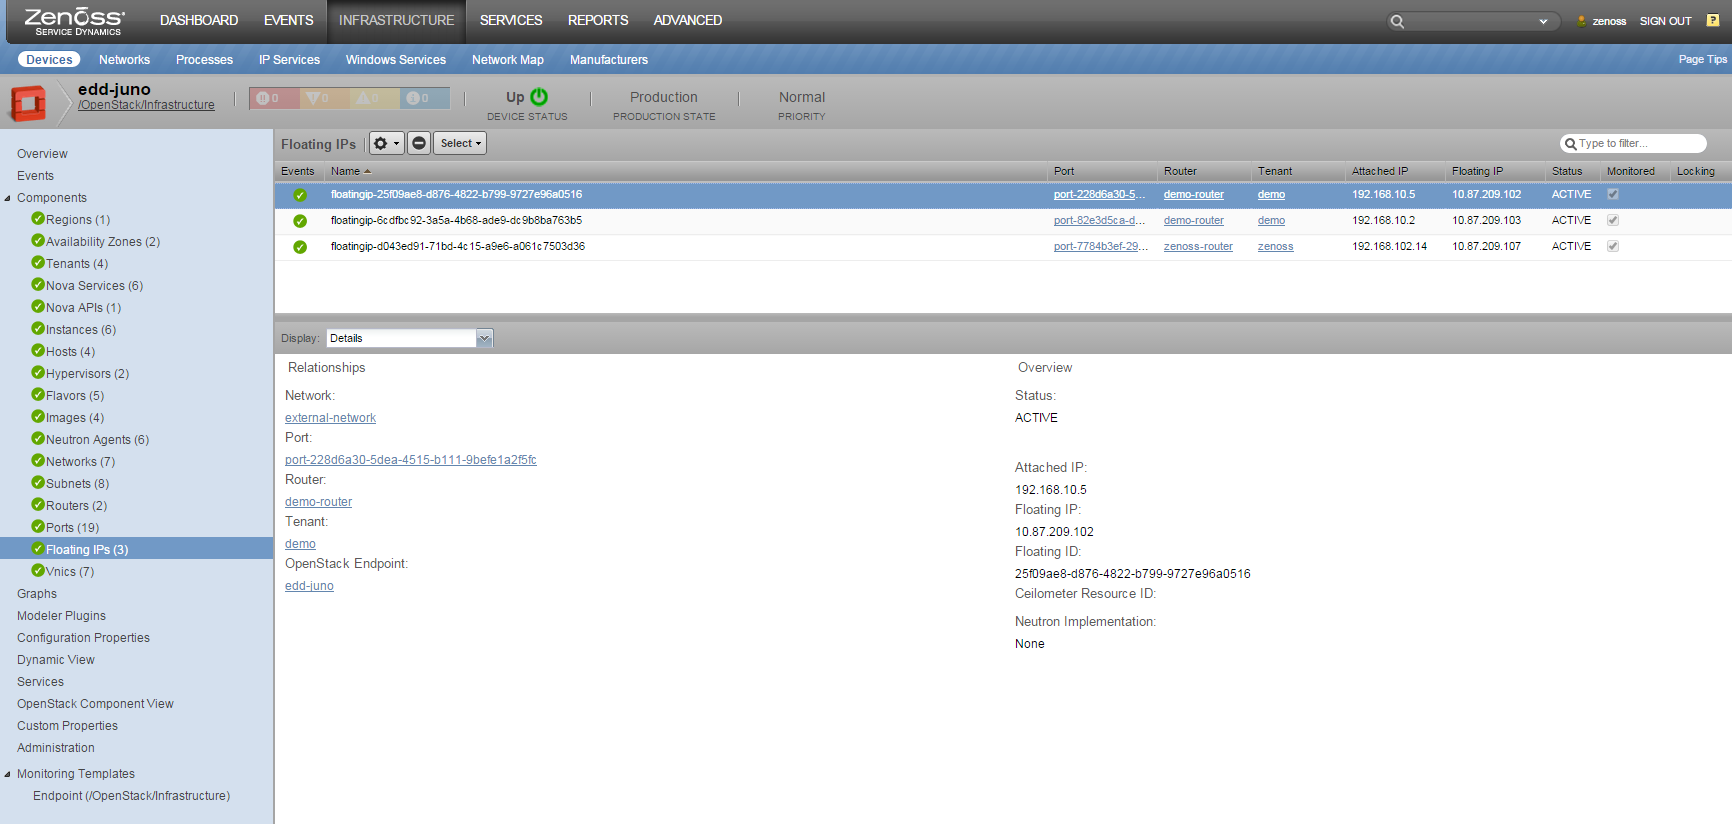 Zenoss
SERVICE DYNAMICS
DASHBOARD EVENTS INFRASTRUCTURE SERVICES REPORTS ADVANCED
zenoss SIGN OUT ?
Devices Networks Processes IP Services Windows Services Network Map Manufacturers Page Tips
edd-juno
/OpenStack/Infrastructure
0 0 0 0
Up
DEVICE STATUS
Production
PRODUCTION STATE
Normal
PRIORITY
Overview
Events
Components
Regions (1)
Availability Zones (2)
Tenants (4)
Nova Services (6)
Nova APIs (1)
Instances (6)
Hosts (4)
Hypervisors (2)
Flavors (5)
Images (4)
Neutron Agents (6)
Networks (7)
Subnets (8)
Routers (2)
Ports (19)
Floating IPs (3)
Vnics (7)
Graphs
Modeler Plugins
Configuration Properties
Dynamic View
Services
OpenStack Component View
Custom Properties
Administration
Monitoring Templates
Endpoint (/OpenStack/Infrastructure)
Floating IPs Select Type to filter...
Events Name Port Router Tenant Attached IP Floating IP Status Monitored Locking
floatingip-25f09ae8-d876-4822-b799-9727e96a0516 port-228d6a30-5... demo-router demo 192.168.10.5 10.87.209.102 ACTIVE
floatingip-6cdfbc92-3a5a-4b68-ade9-dc9b8ba763b5 port-82e3d5ca-d... demo-router demo 192.168.10.2 10.87.209.103 ACTIVE
floatingip-d043ed91-71bd-4c15-a9e6-a061c7503d36 port-7784b3ef-29... zenoss-router zenoss 192.168.102.14 10.87.209.107 ACTIVE
Display: Details
Relationships
Network:
external-network
Port:
port-228d6a30-5dea-4515-b111-9befe1a2f5fc
Router:
demo-router
Tenant:
demo
OpenStack Endpoint:
edd-juno
Overview
Status:
ACTIVE
Attached IP:
192.168.10.5
Floating IP:
10.87.209.102
Floating ID:
25f09ae8-d876-4822-b799-9727e96a0516
Ceilometer Resource ID:
Neutron Implementation:
None